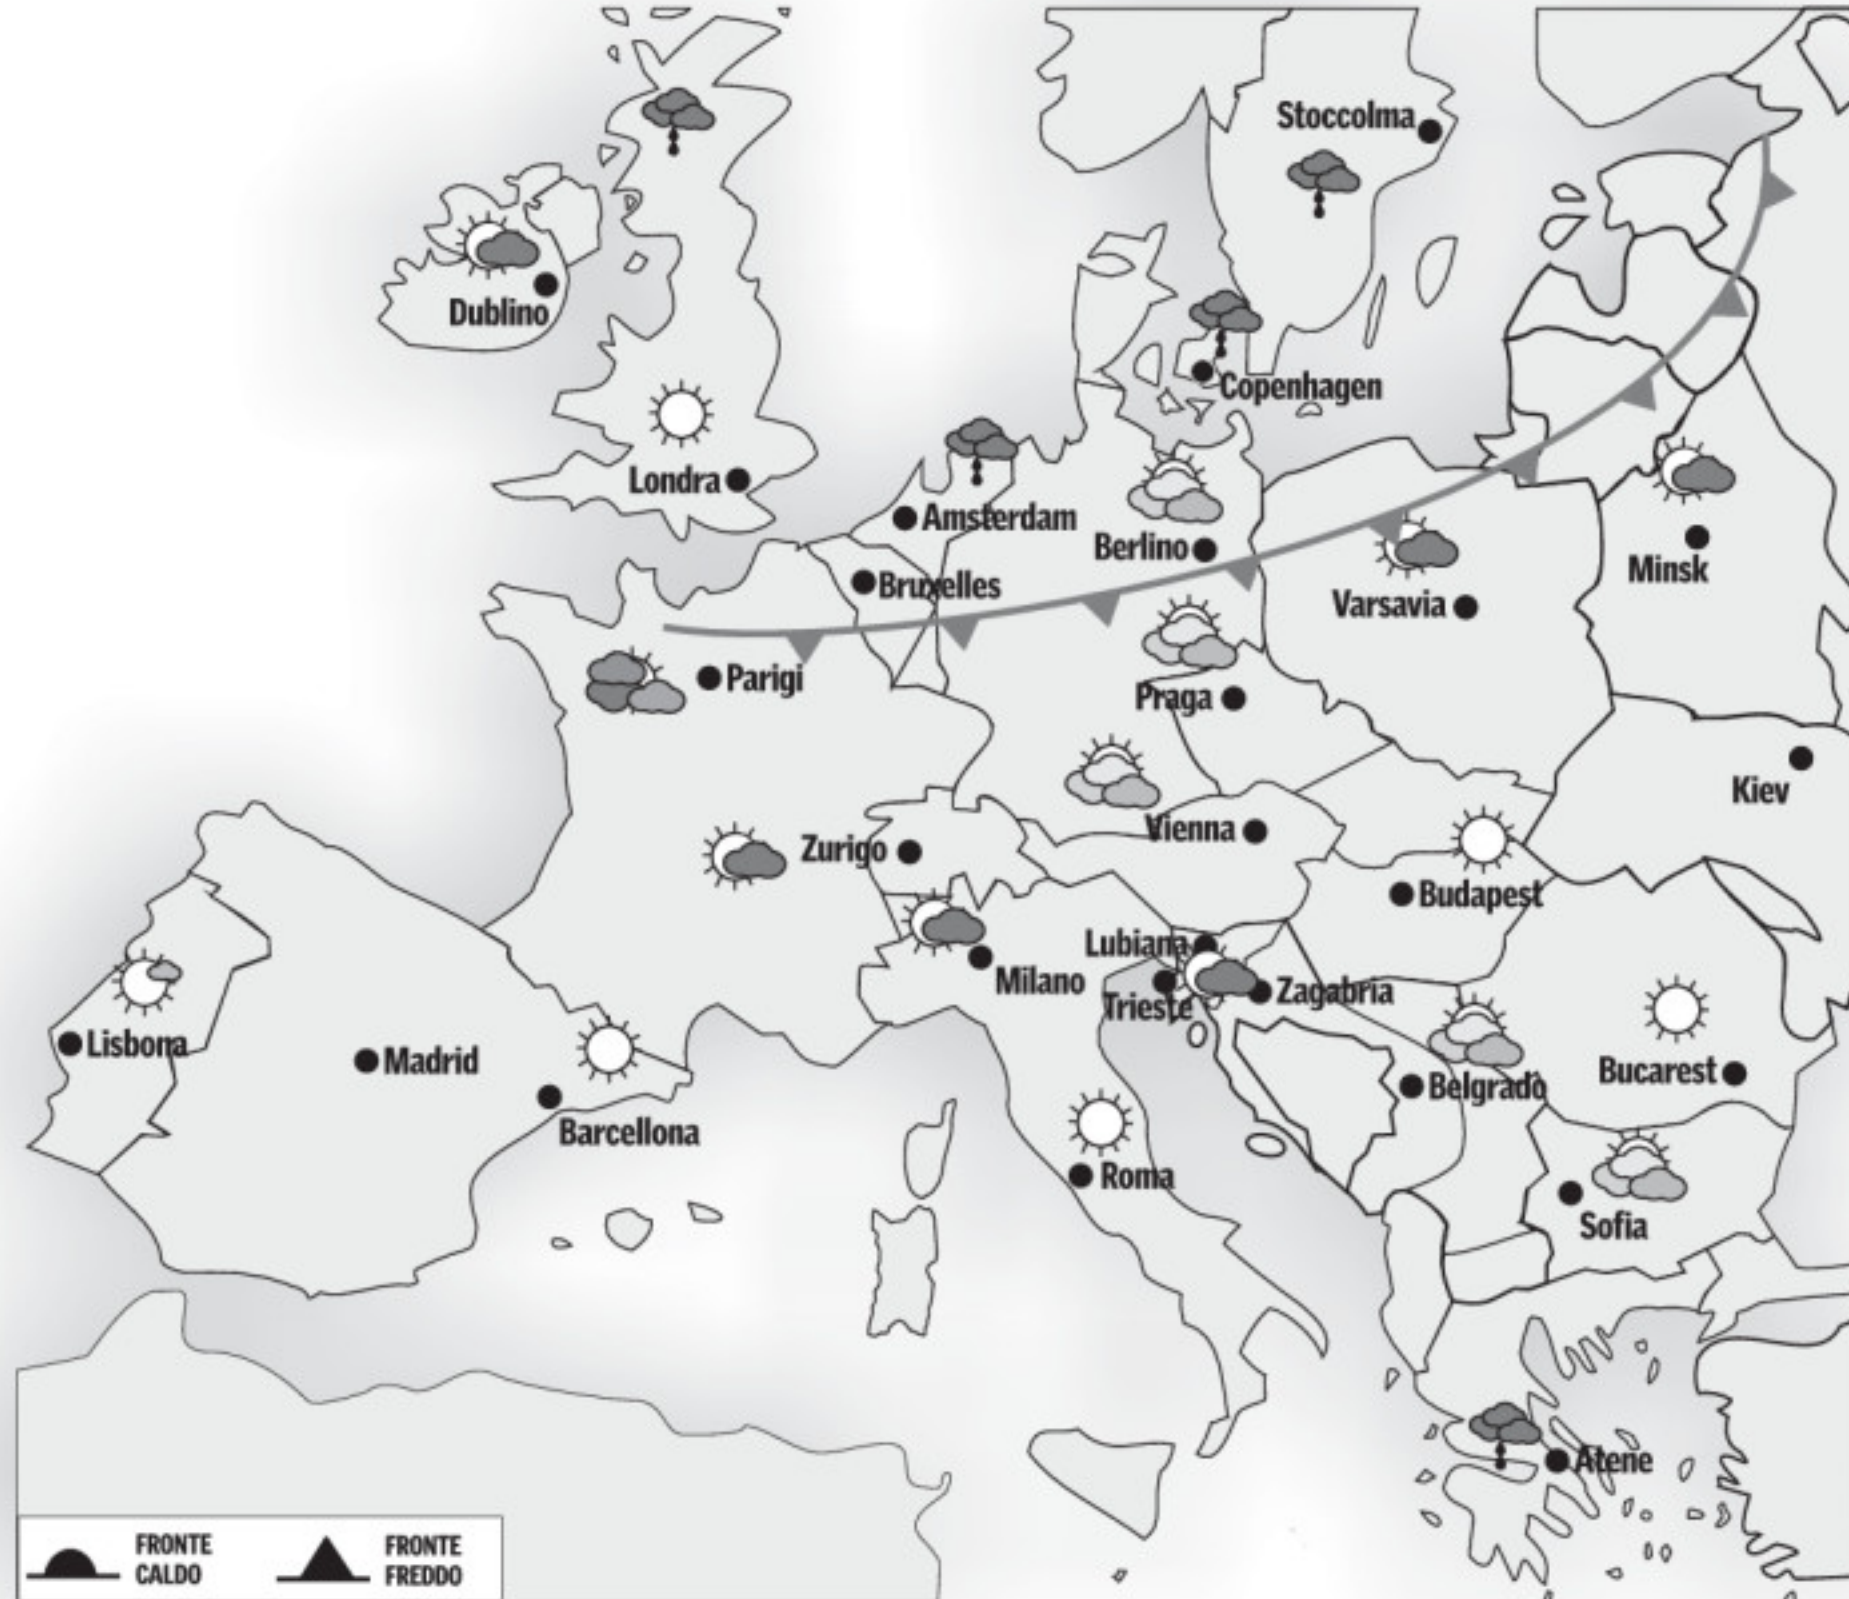 Stoccolma
Dublino
Copenhagen
Londra
Amsterdam
Berlino
Minsk
Bruxelles
Varsavia
Parigi
Praga
Kiev
Vienna
Zurigo
Budapest
Lubiana
Milano
Trieste
Zagabria
Lisbona
Madrid
Bucarest
Belgrado
Barcellona
Roma
Sofia
Atene
FRONTE
CALDO
FRONTE
FREDDO